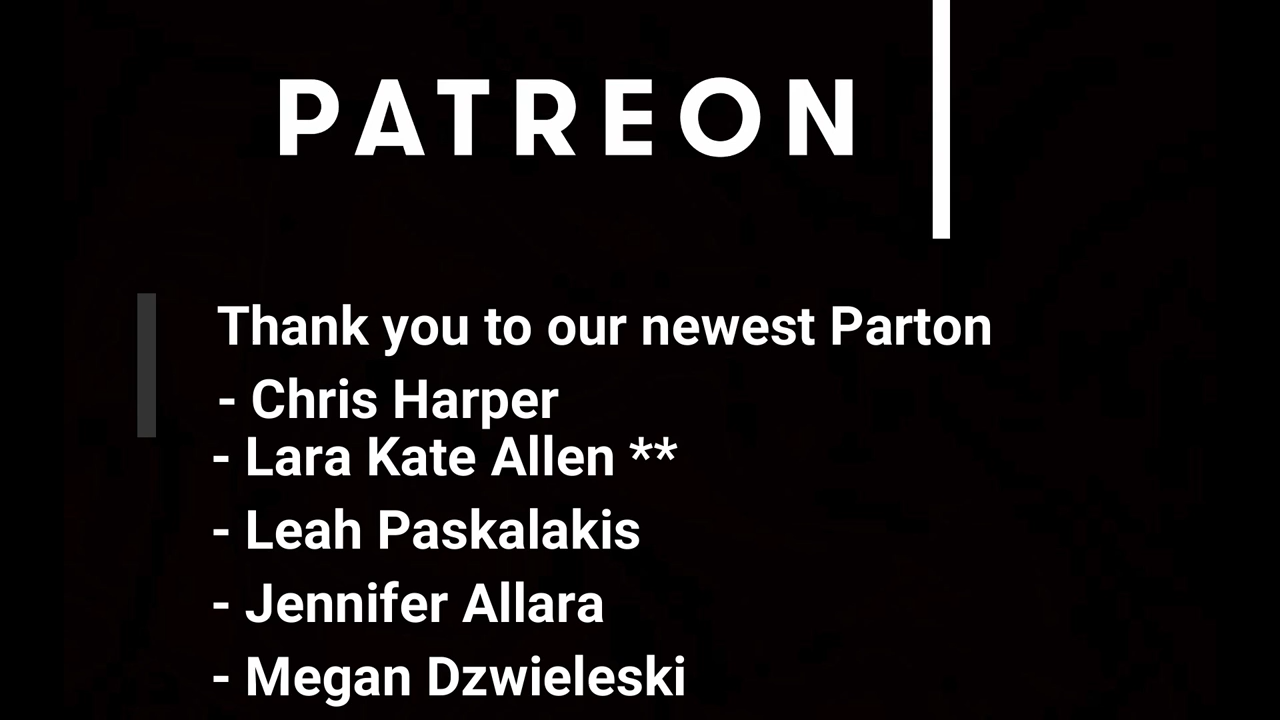 PATREON
Thank you to our newest Parton
- Chris Harper
- Lara Kate Allen **
- Leah Paskalakis
- Jennifer Allara
- Megan Dzwieleski